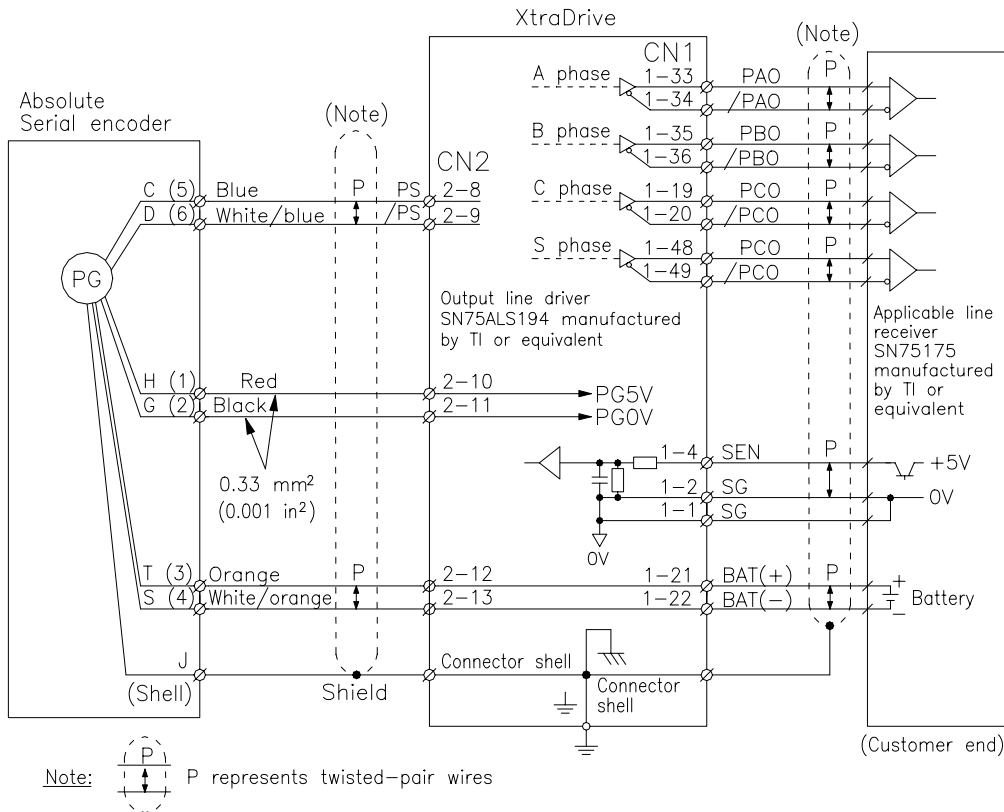 XtraDrive
Absolute
Serial encoder
(Note)
CN2
CN1
(Note)
A phase
1-33
PAO
P
1-34
/PAO
B phase
1-35
PBO
P
1-36
/PBO
C phase
1-19
PCO
P
1-20
/PCO
S phase
1-48
PCO
P
1-49
/PCO
C (5)
Blue
P
PS
2-8
D (6)
White/blue
/PS
2-9
PG
Output line driver
SN75ALS194 manufactured
by TI or equivalent
Applicable line
receiver
SN75175
manufactured
by TI or
equivalent
H (1)
Red
2-10
PG5V
G (2)
Black
2-11
PG0V
0.33 mm²
(0.001 in²)
1-4
SEN
P
+5V
1-2
SG
0V
1-1
SG
0V
T (3)
Orange
P
2-12
1-21
BAT(+)
P
+
S (4)
White/orange
2-13
1-22
BAT(-)
-
Battery
J
(Shell)
Shield
Connector shell
Connector
shell
(Customer end)
Note:
P
P represents twisted-pair wires